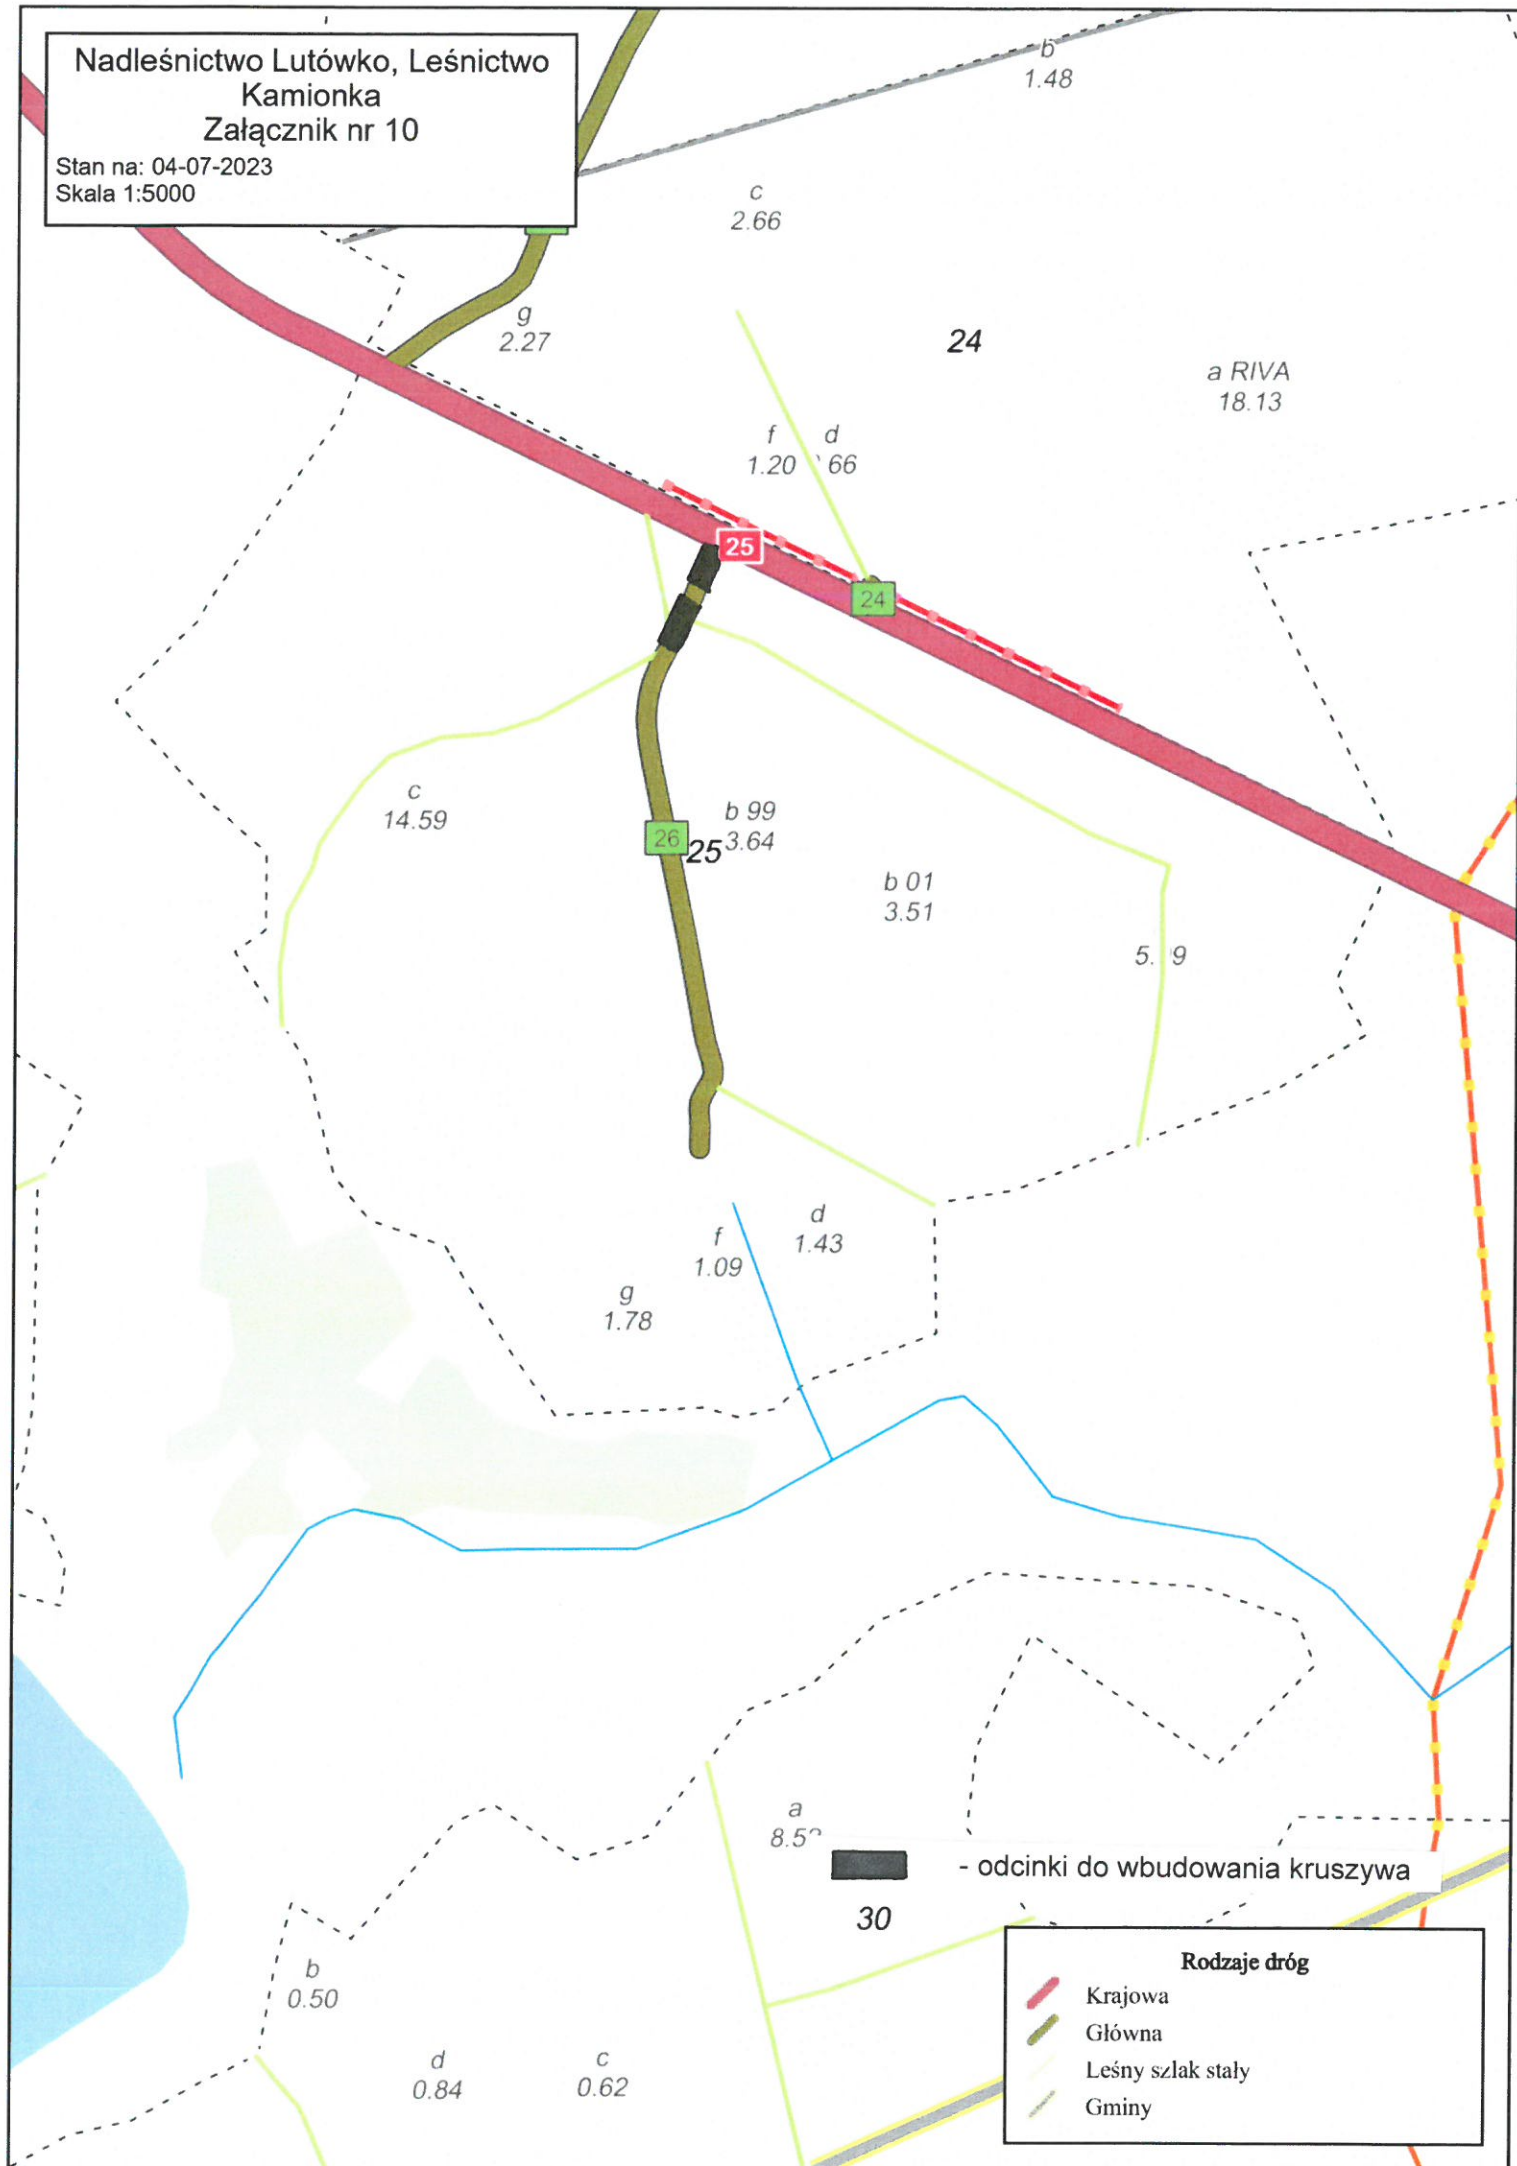 Nadleśnictwo Lutówko, Leśnictwo
Kamionka
Załącznik nr 10
Stan na: 04-07-2023
Skala 1:5000
b
1.48
c
2.66
g
2.27
24
a RIVA
18.13
f
1.20
d
66
25
24
c
14.59
b 99
3.64
26
25
b 01
3.51
d
1.43
f
1.09
g
1.78
a
- odcinki do wbudowania kruszywa
30
b
0.50
d
0.84
c
0.62
Rodzaje dróg
Krajowa
Główna
Leśny szlak stały
Gminy